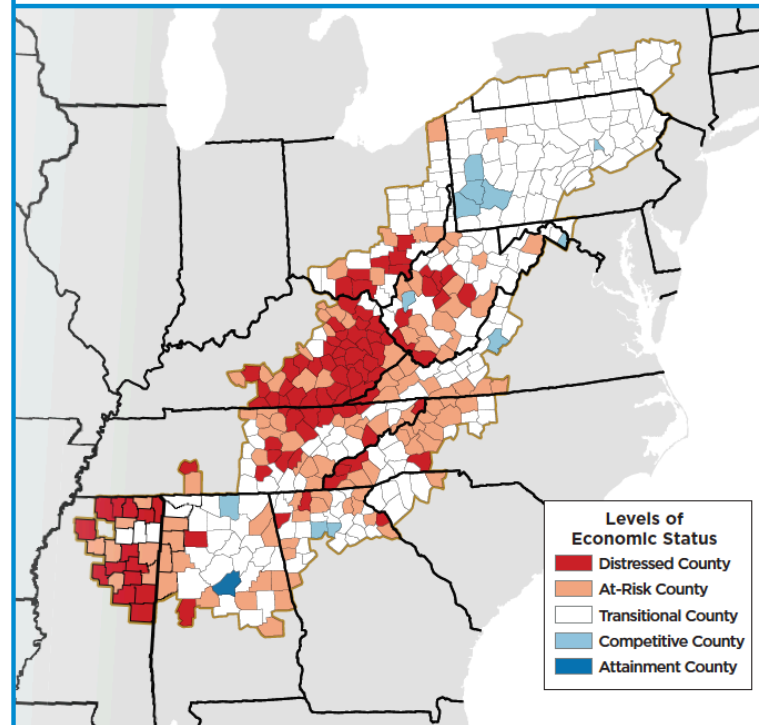 Levels of
Economic Status
Distressed County
At-Risk County
Transitional County
Competitive County
Attainment County